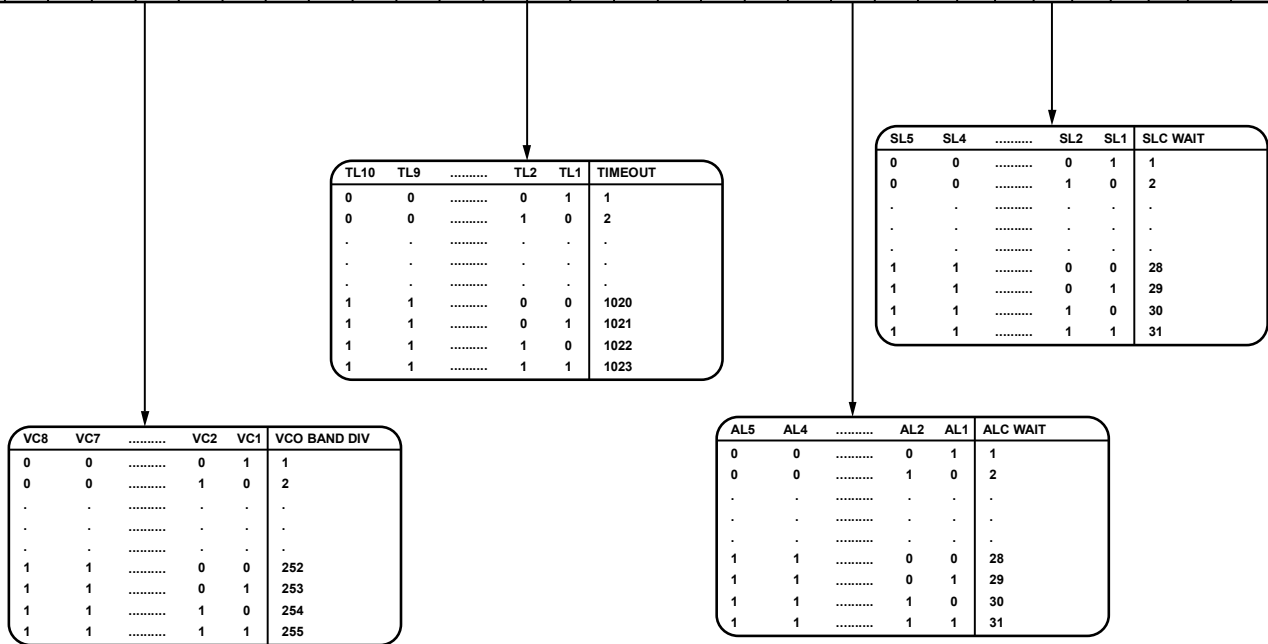 SL5 SL4 .......... SL2 SL1 SLC WAIT
0 0 .......... 0 1 1
0 0 .......... 1 0 2
. . .......... . . .
. . .......... . . .
. . .......... . . .
1 1 .......... 0 0 28
1 1 .......... 0 1 29
1 1 .......... 1 0 30
1 1 .......... 1 1 31
TL10 TL9 .......... TL2 TL1 TIMEOUT
0 0 .......... 0 1 1
0 0 .......... 1 0 2
. . .......... . . .
. . .......... . . .
. . .......... . . .
1 1 .......... 0 0 1020
1 1 .......... 0 1 1021
1 1 .......... 1 0 1022
1 1 .......... 1 1 1023
VC8 VC7 .......... VC2 VC1 VCO BAND DIV
0 0 .......... 0 1 1
0 0 .......... 1 0 2
. . .......... . . .
. . .......... . . .
. . .......... . . .
1 1 .......... 0 0 252
1 1 .......... 0 1 253
1 1 .......... 1 0 254
1 1 .......... 1 1 255
AL5 AL4 .......... AL2 AL1 ALC WAIT
0 0 .......... 0 1 1
0 0 .......... 1 0 2
. . .......... . . .
. . .......... . . .
. . .......... . . .
1 1 .......... 0 0 28
1 1 .......... 0 1 29
1 1 .......... 1 0 30
1 1 .......... 1 1 31